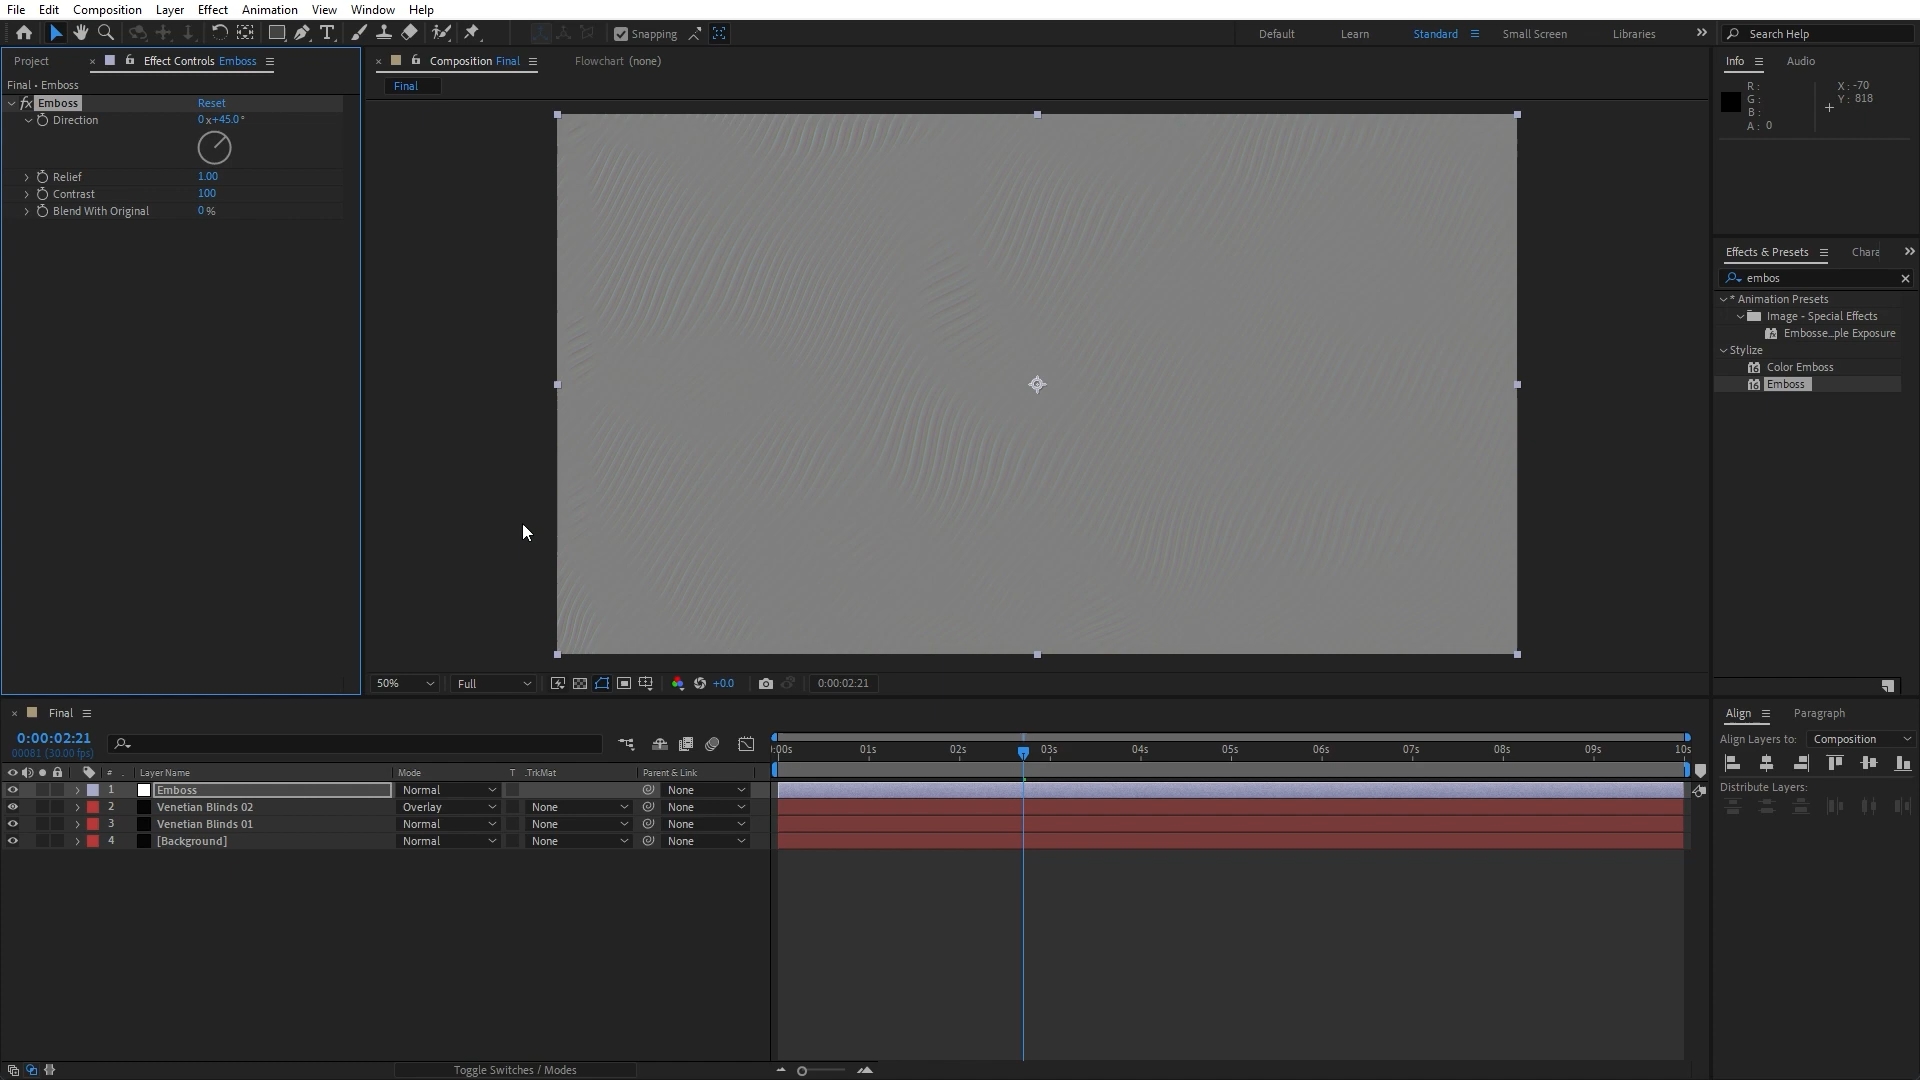 File Edit Composition Layer Effect Animation View Window Help
Snapping Default Learn Standard Small Screen Libraries Search Help
Project Effect Controls Emboss
Composition Final Flowchart (none)
Info Audio
Final • Emboss
Final
fx Emboss Reset
Direction 0x+45.0°
Relief 1.00
Contrast 100
Blend With Original 0%
R:
G:
B:
A: 0
X: -70
Y: 818
Effects & Presets Chara
embos
* Animation Presets
Image - Special Effects
Embosse...ple Exposure
Stylize
Color Emboss
Emboss
50% Full +0.0 0:00:02:21
Final
0:00:02:21
00081 (30.00 fps)
:00s 01s 02s 03s 04s 05s 06s 07s 08s 09s 10s
# Layer Name Mode T .TrkMat Parent & Link
1 Emboss Normal None
2 Venetian Blinds 02 Overlay None None
3 Venetian Blinds 01 Normal None None
4 [Background] Normal None None
Align Paragraph
Align Layers to: Composition
Distribute Layers:
Toggle Switches / Modes